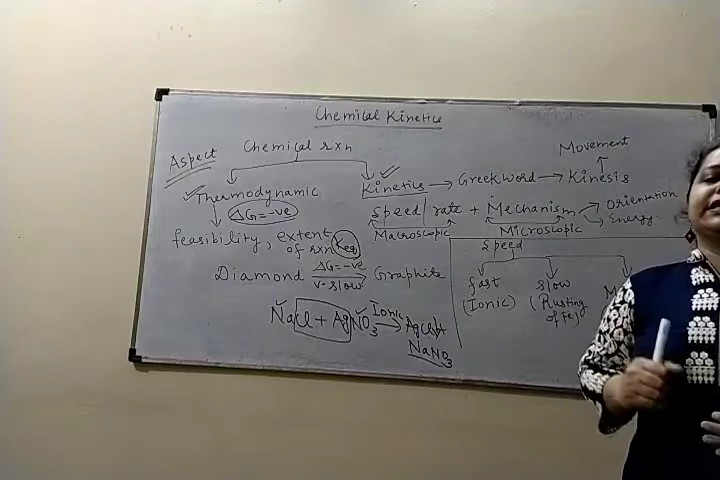 Chemical Kinetics
Aspect
Chemical rxn
Thermodynamic
ΔG = -ve
feasibility, extent of rxn Keq
Kinetics → Greek word → Kinesis
Movement
Speed / rate + Mechanism
Orientation
Energy
Macroscopic
Microscopic
Diamond ΔG = -ve v. slow Graphite
Speed
fast
(Ionic)
slow
(Rusting
of Fe)
NaCl + AgNO3 Ionic → AgCl +
NaNO3